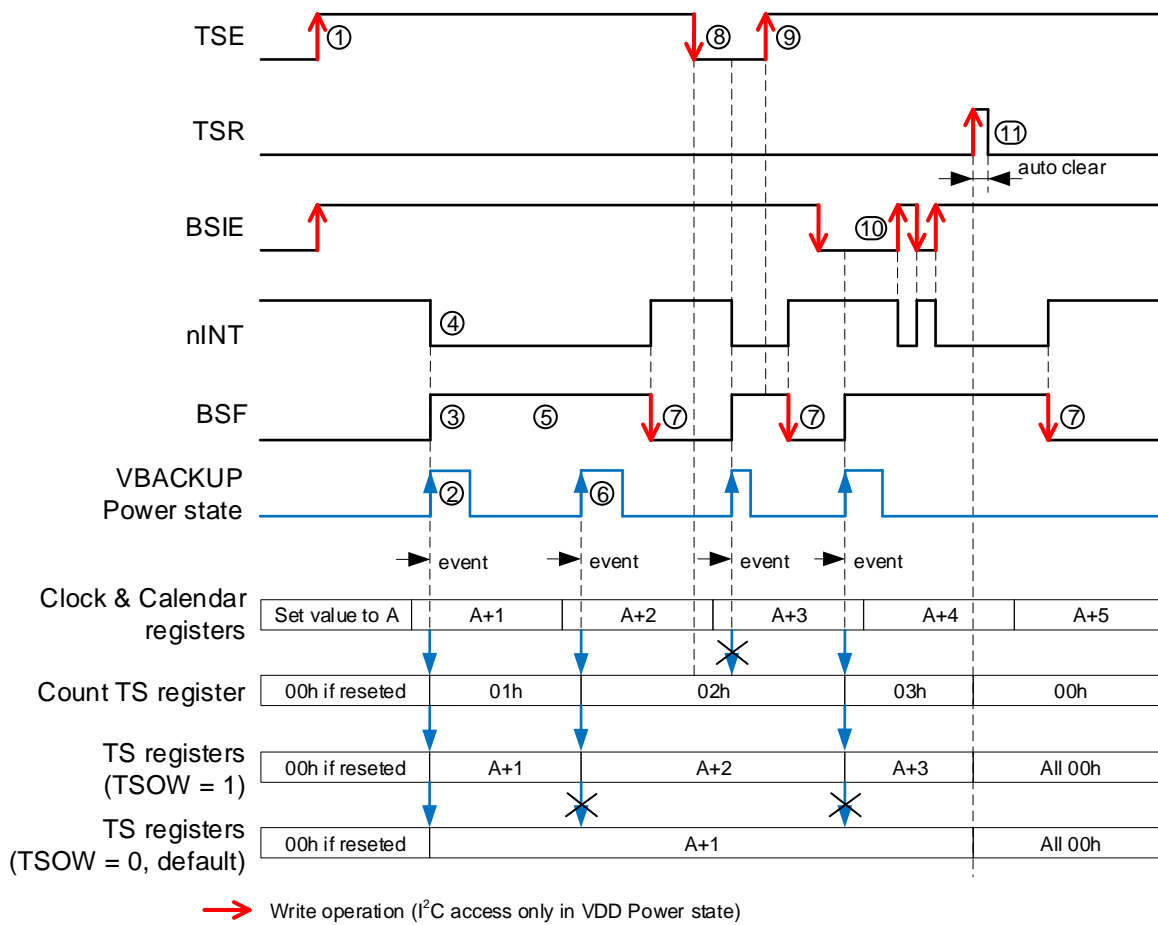 TSE ① ⑧ ⑨
TSR ⑪
auto clear
BSIE ⑩
nINT ④
BSF ③ ⑤ ⑦ ⑦ ⑦
VBACKUP
Power state ② ⑥
event event event event
Clock & Calendar
registers
Set value to A A+1 A+2 A+3 A+4 A+5
Count TS register 00h if reseted 01h 02h 03h 00h
TS registers
(TSOW = 1)
00h if reseted A+1 A+2 A+3 All 00h
TS registers
(TSOW = 0, default)
00h if reseted A+1 All 00h
Write operation (I²C access only in VDD Power state)